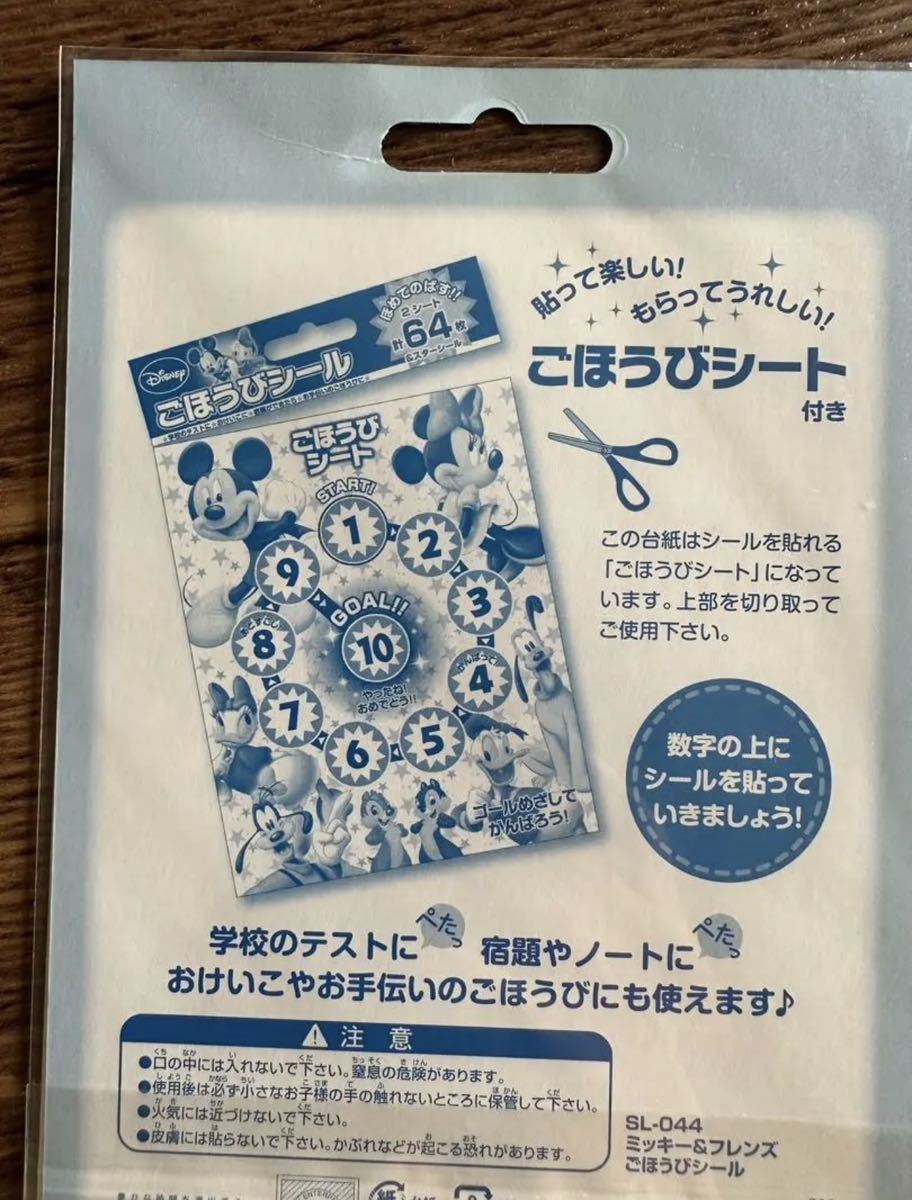 貼って楽しい!
もらってうれしい!
ごほうびシート
付き
DISNEY
ほめてのばす!!
2シート
計64枚
&スターシール
ごほうびシール
ごほうび
シート
START!
1
2
3
がんばって!
4
5
6
7
8
9
GOAL!!
10
やったね!
おめでとう!!
ゴールめざして
がんばろう!
この台紙はシールを貼れる
「ごほうびシート」になって
います。上部を切り取って
ご使用下さい。
数字の上に
シールを貼って
いきましょう!
学校のテストに ぺたっ 宿題やノートに ぺたっ
おけいこやお手伝いのごほうびにも使えます♪
注 意
●口の中には入れないで下さい。窒息の危険があります。
●使用後は必ず小さなお子様の手の触れないところに保管して下さい。
●火気には近づけないで下さい。
●皮膚には貼らないで下さい。かぶれなどが起こる恐れがあります。
SL-044
ミッキー&フレンズ
ごほうびシール